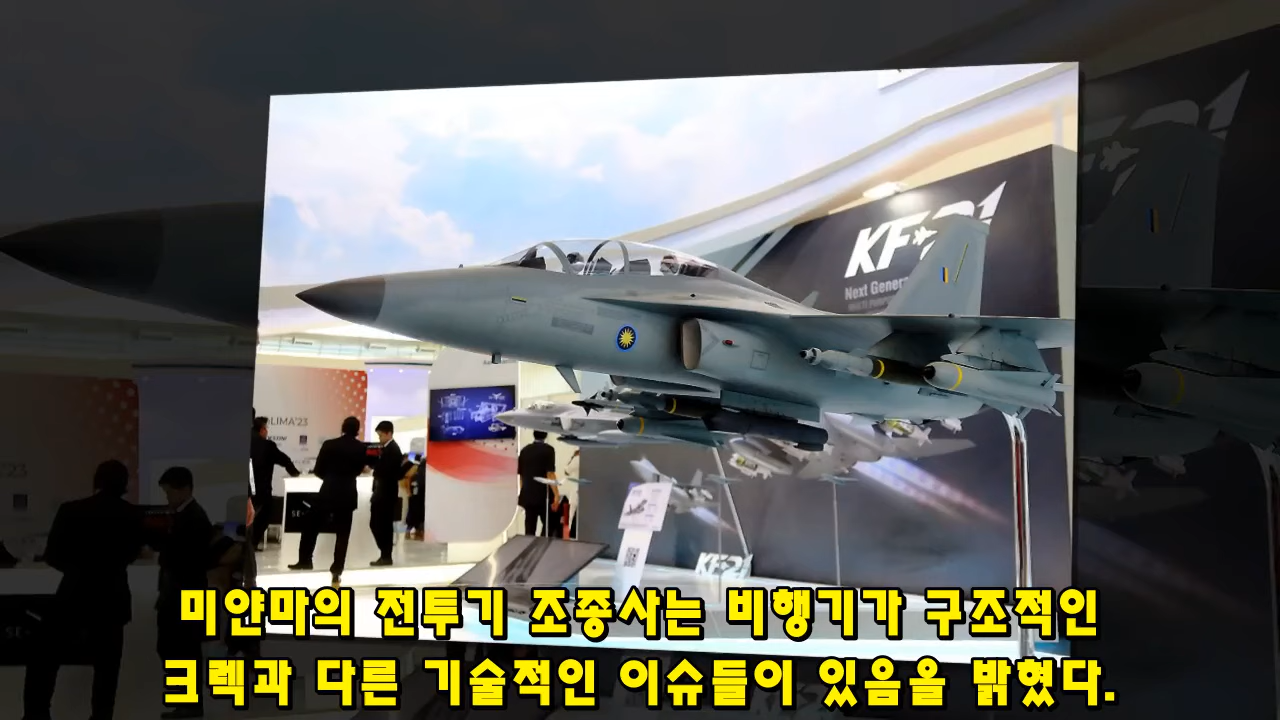 KF-21
Next Gener
LIMA'23
KF-21
미얀마의 전투기 조종사는 비행기가 구조적인
크렉과 다른 기술적인 이슈들이 있음을 밝혔다.